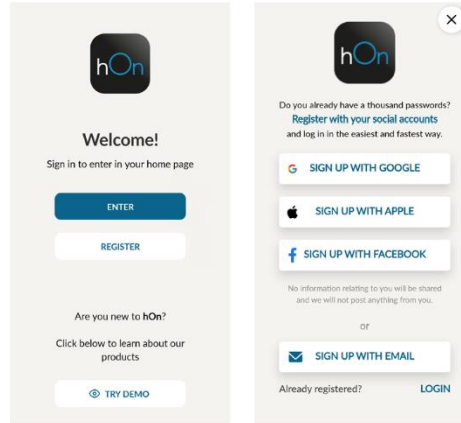 hOn
Welcome!
Sign in to enter in your home page
ENTER
REGISTER
Are you new to hOn?
Click below to learn about our
products
TRY DEMO
hOn
Do you already have a thousand passwords?
Register with your social accounts
and log in in the easiest and fastest way.
SIGN UP WITH GOOGLE
SIGN UP WITH APPLE
SIGN UP WITH FACEBOOK
No information relating to you will be shared
and we will not post anything from you.
or
SIGN UP WITH EMAIL
Already registered? LOGIN